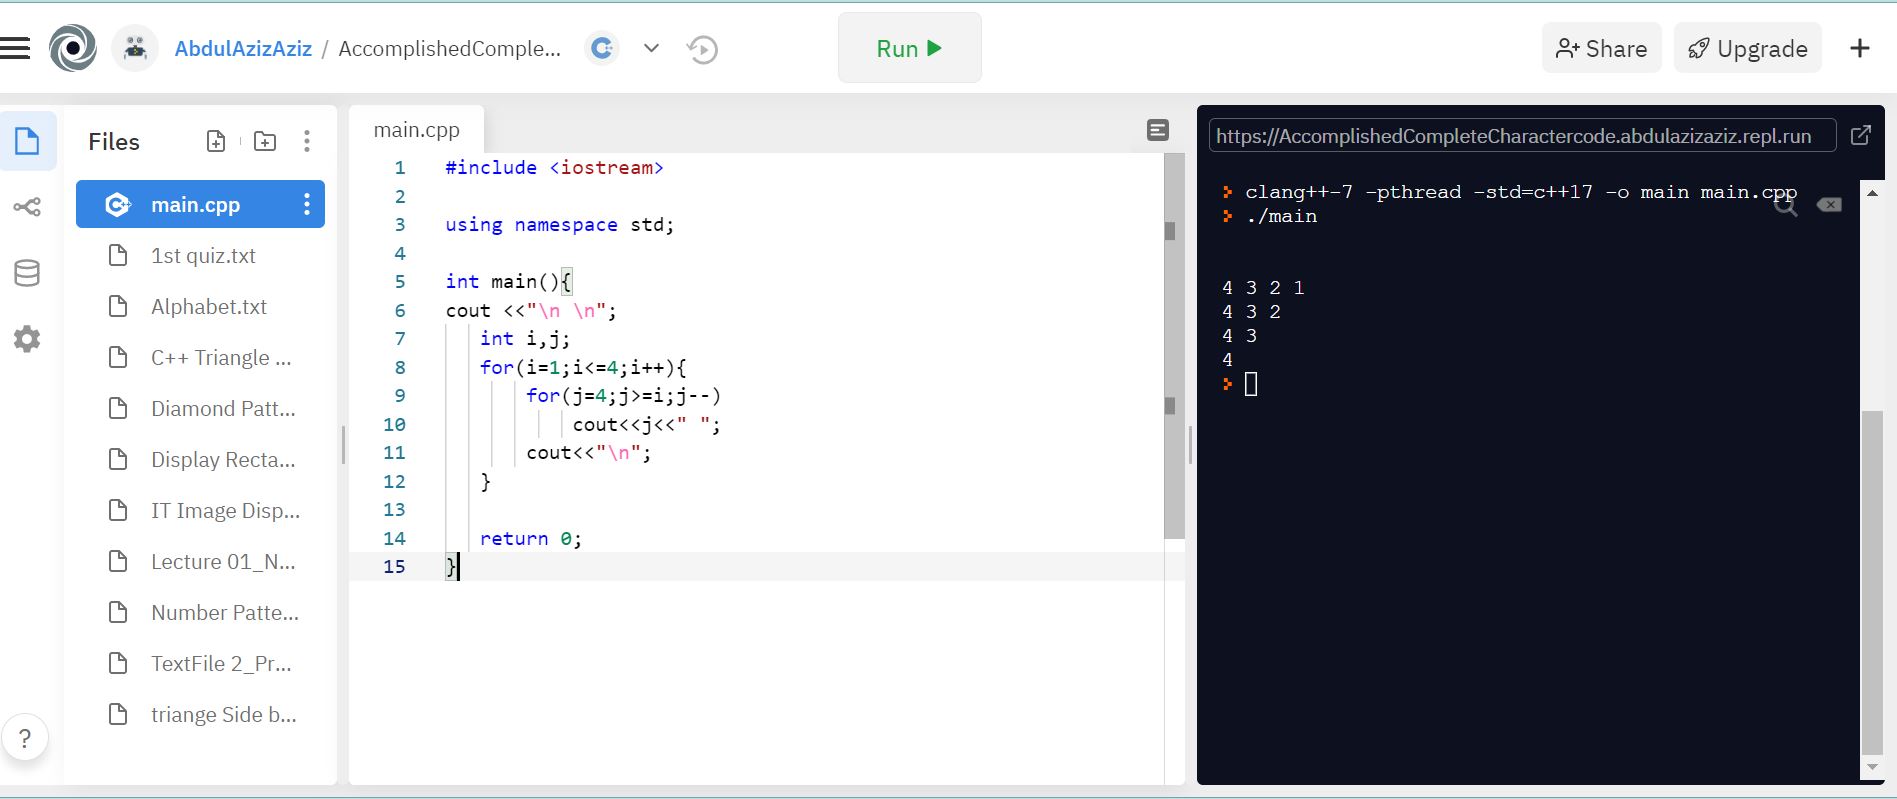 AbdulAzizAziz / AccomplishedComple...
Run
Share
Upgrade
Files
main.cpp
1st quiz.txt
Alphabet.txt
C++ Triangle ...
Diamond Patt...
Display Recta...
IT Image Disp...
Lecture 01_N...
Number Patte...
TextFile 2_Pr...
triange Side b...
?
main.cpp
1 #include <iostream>
2
3 using namespace std;
4
5 int main(){
6 cout <<"\n \n";
7 int i,j;
8 for(i=1;i<=4;i++){
9 for(j=4;j>=i;j--)
10 cout<<j<<" ";
11 cout<<"\n";
12 }
13
14 return 0;
15 }
https://AccomplishedCompleteCharactercode.abdulazizaziz.repl.run
clang++-7 -pthread -std=c++17 -o main main.cpp
./main
4 3 2 1
4 3 2
4 3
4